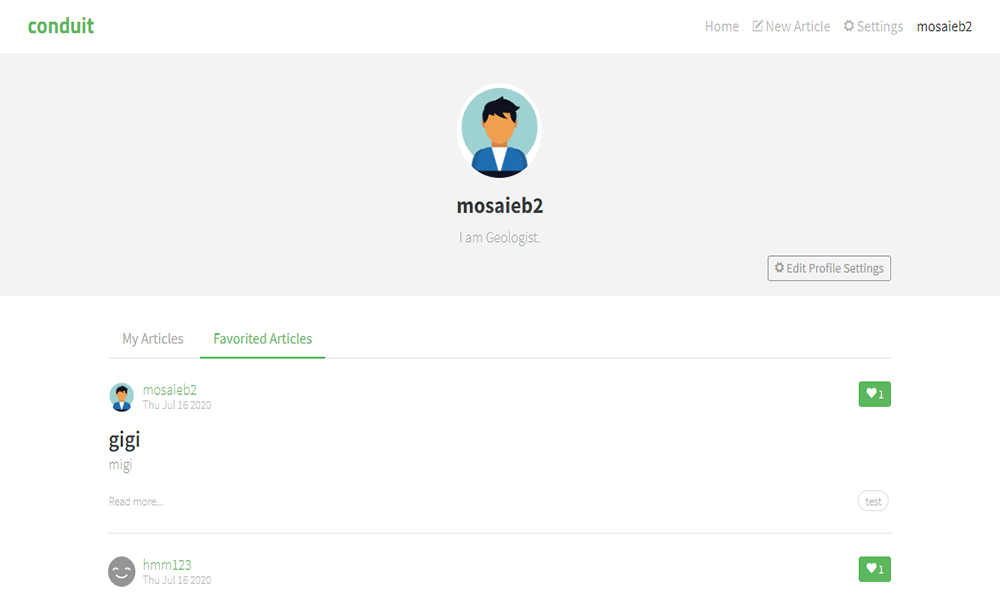 conduit
Home New Article Settings mosaieb2
mosaieb2
I am Geologist.
Edit Profile Settings
My Articles Favorited Articles
mosaieb2
Thu Jul 16 2020
1
gigi
migi
Read more...
test
hmm123
Thu Jul 16 2020
1